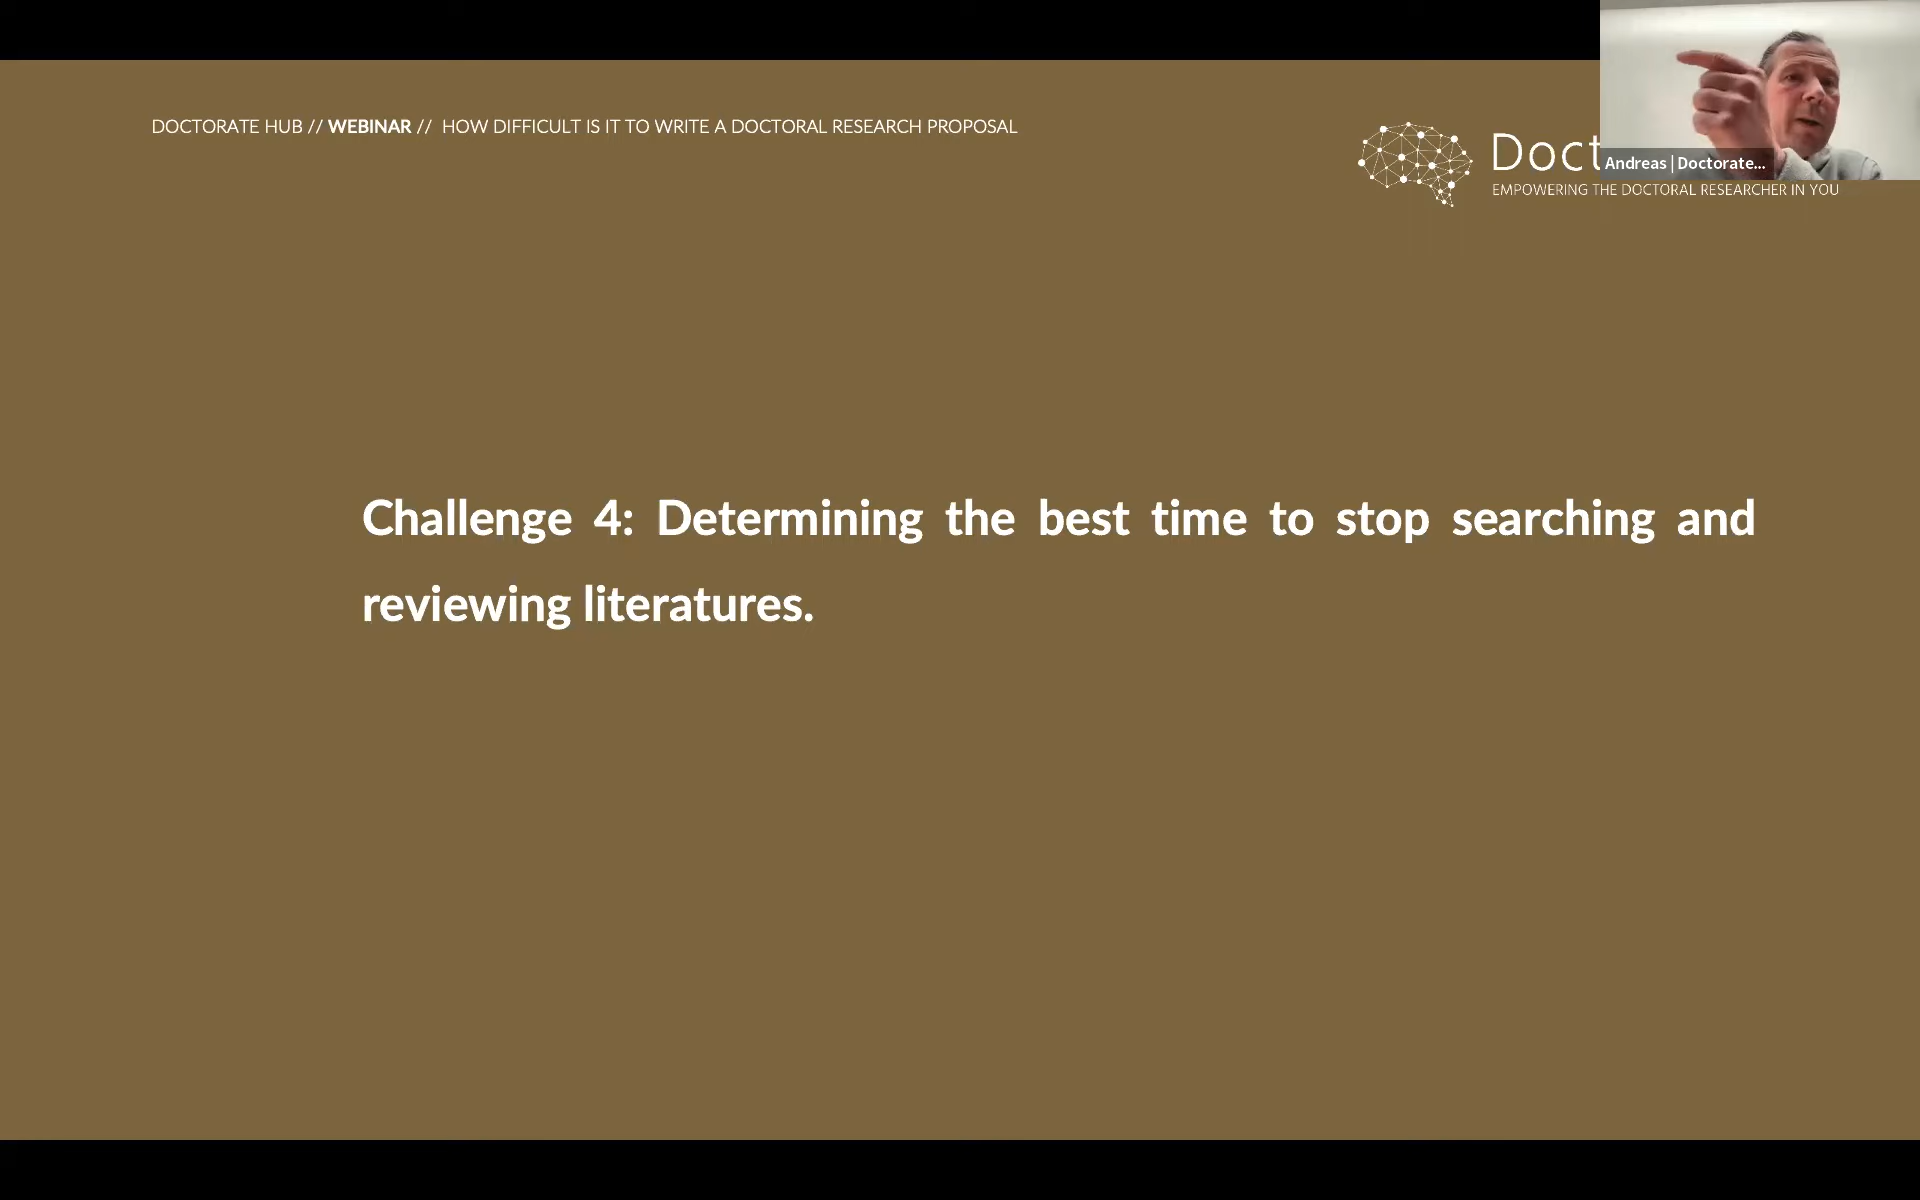 DOCTORATE HUB // WEBINAR // HOW DIFFICULT IS IT TO WRITE A DOCTORAL RESEARCH PROPOSAL
Andreas | Doctorate...
EMPOWERING THE DOCTORAL RESEARCHER IN YOU
Challenge 4: Determining the best time to stop searching and
reviewing literatures.